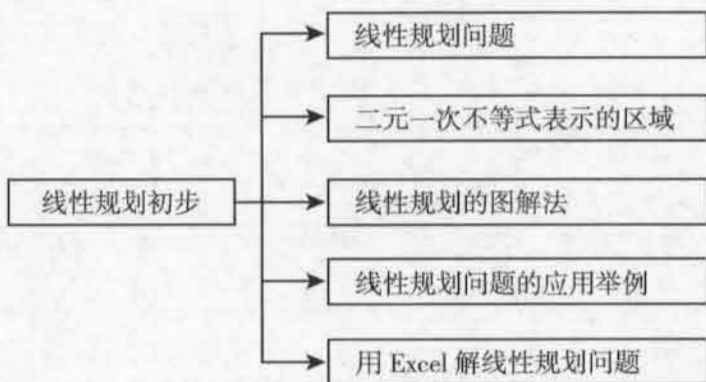 线性规划问题
二元一次不等式表示的区域
线性规划初步
线性规划的图解法
线性规划问题的应用举例
用 Excel 解线性规划问题